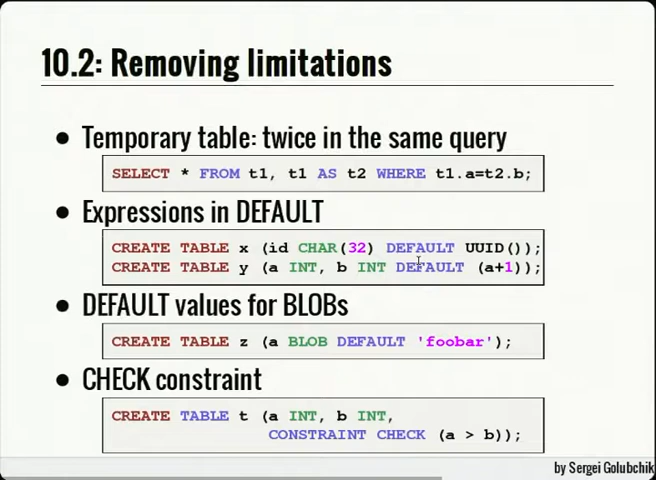 10.2: Removing limitations
● Temporary table: twice in the same query
SELECT * FROM t1, t1 AS t2 WHERE t1.a=t2.b;
● Expressions in DEFAULT
CREATE TABLE x (id CHAR(32) DEFAULT UUID());
CREATE TABLE y (a INT, b INT DEFAULT (a+1));
● DEFAULT values for BLOBs
CREATE TABLE z (a BLOB DEFAULT 'foobar');
● CHECK constraint
CREATE TABLE t (a INT, b INT,
CONSTRAINT CHECK (a > b));
by Sergei Golubchik